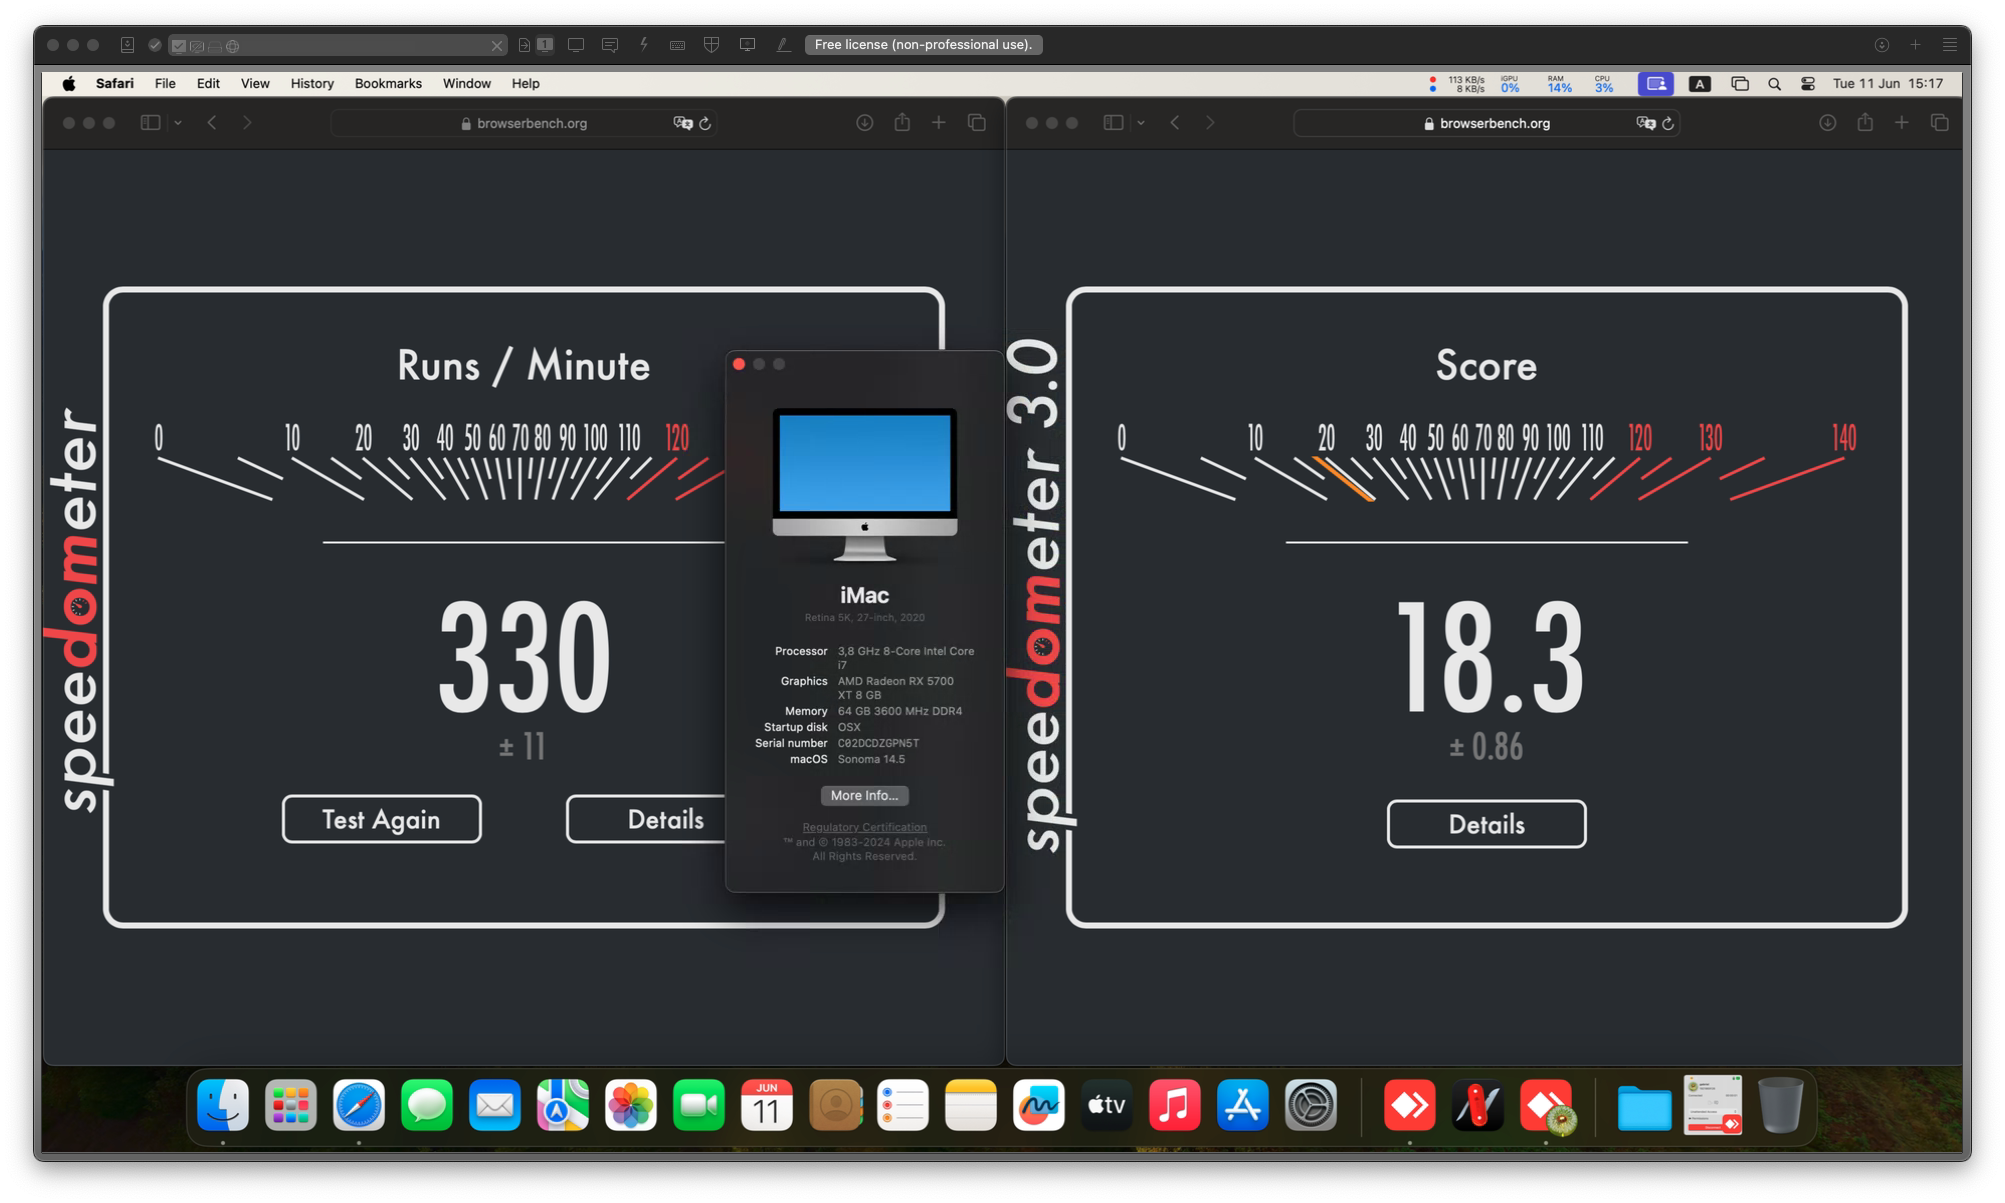 1
Free license (non-professional use).
Safari File Edit View History Bookmarks Window Help
113 KB/s
8 KB/s
IGPU
0%
RAM
14%
CPU
3%
A
Tue 11 Jun 15:17
browserbench.org
speedometer
Runs / Minute
0 10 20 30 40 50 60 70 80 90 100 110 120
330
± 11
Test Again
Details
iMac
Retina 5K, 27-inch, 2020
Processor 3,8 GHz 8-Core Intel Core
i7
Graphics AMD Radeon RX 5700
XT 8 GB
Memory 64 GB 3600 MHz DDR4
Startup disk OSX
Serial number C02DCDZGPN5T
macOS Sonoma 14.5
More Info...
Regulatory Certification
™ and © 1983-2024 Apple Inc.
All Rights Reserved.
browserbench.org
speedometer 3.0
Score
0 10 20 30 40 50 60 70 80 90 100 110 120 130 140
18.3
± 0.86
Details
JUN
11
tv